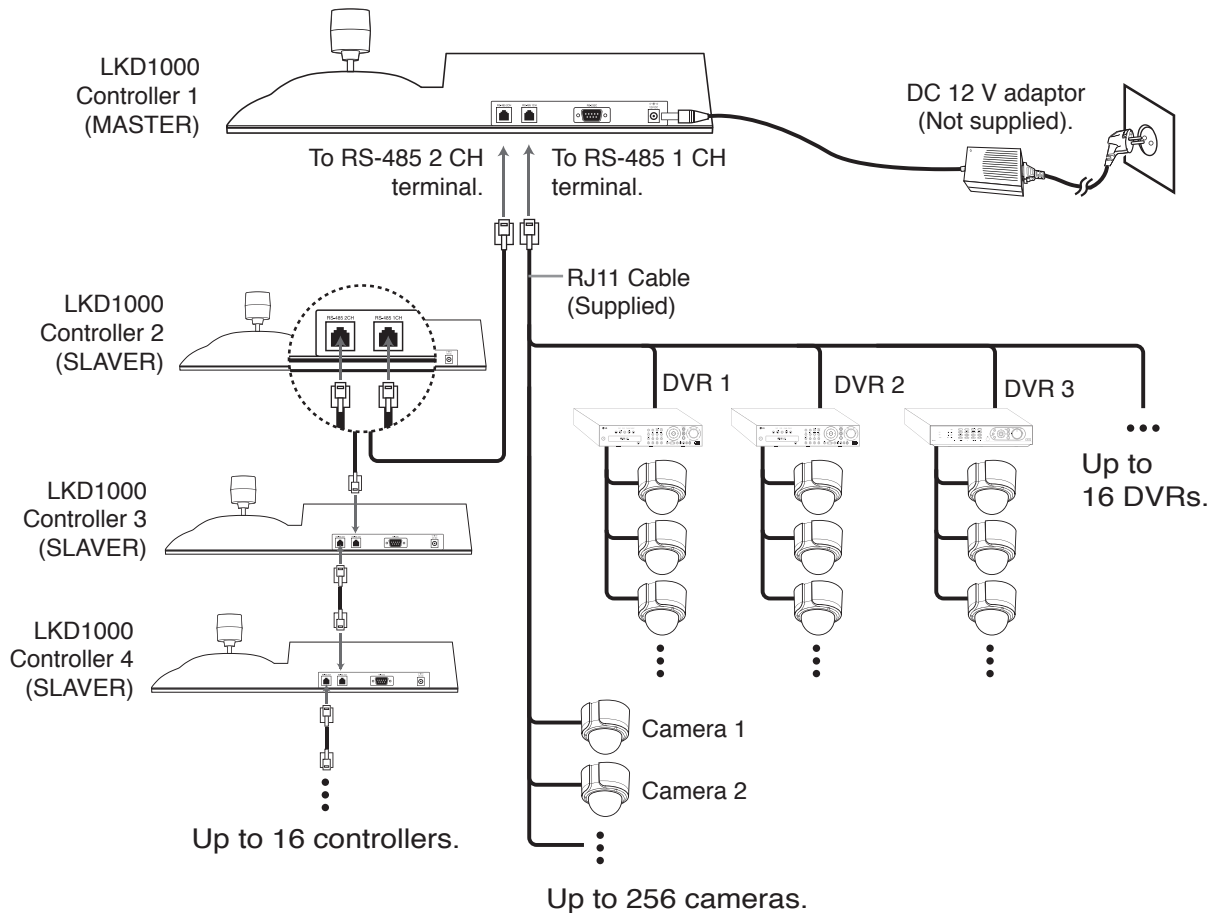 LKD1000
Controller 1
(MASTER)
DC 12 V adaptor
(Not supplied).
To RS-485 2 CH
terminal.
To RS-485 1 CH
terminal.
RJ11 Cable
(Supplied)
LKD1000
Controller 2
(SLAVER)
RS-485 2CH
RS-485 1CH
DVR 1
DVR 2
DVR 3
Up to
16 DVRs.
LKD1000
Controller 3
(SLAVER)
LKD1000
Controller 4
(SLAVER)
Camera 1
Camera 2
Up to 16 controllers.
Up to 256 cameras.